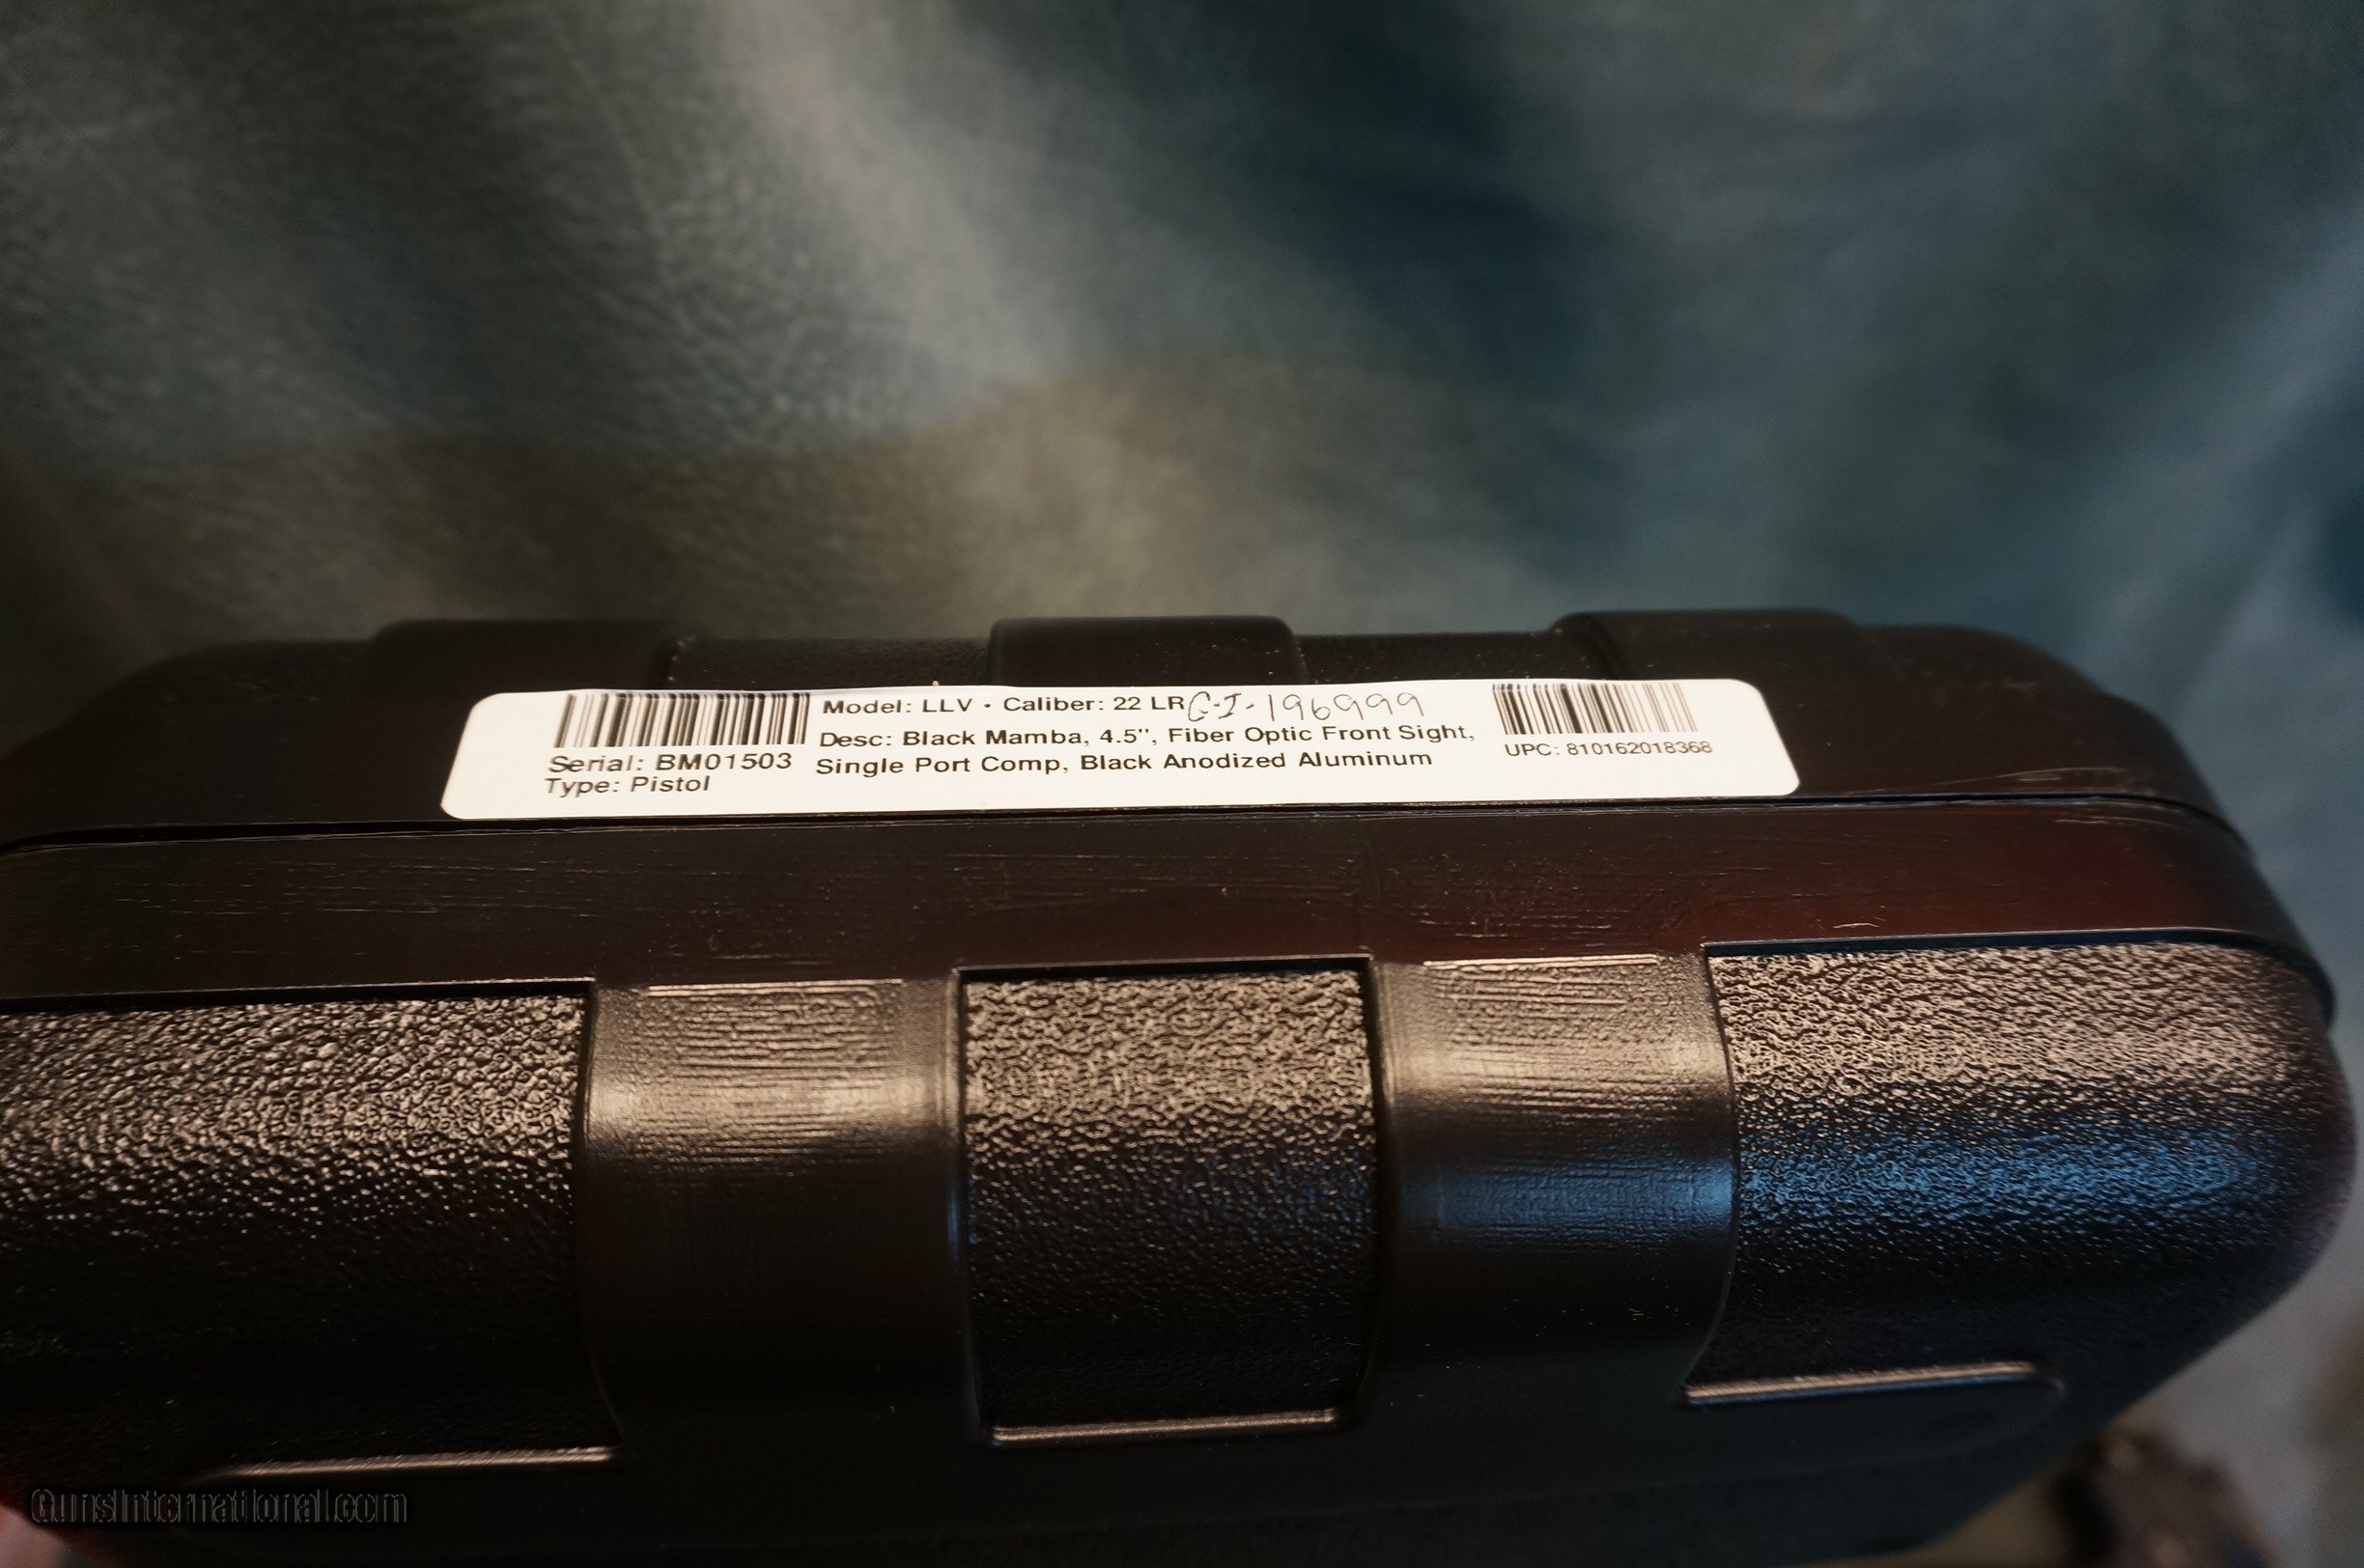 Model: LLV • Caliber: 22 LR G-I-196999
Desc: Black Mamba, 4.5", Fiber Optic Front Sight,
Single Port Comp, Black Anodized Aluminum
Serial: BM01503
Type: Pistol
UPC: 810162018368
GunsInternational.com